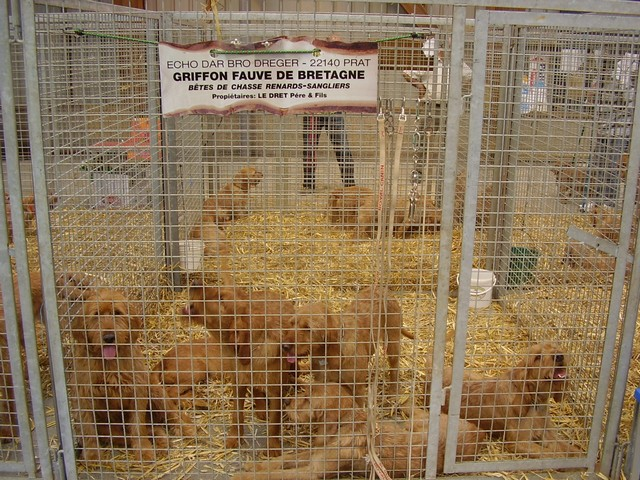 ECHO DAR BRO DREGER - 22140 PRAT
GRIFFON FAUVE DE BRETAGNE
BÊTES DE CHASSE RENARDS-SANGLIERS
Propiétaires: LE DRET Père & Fils